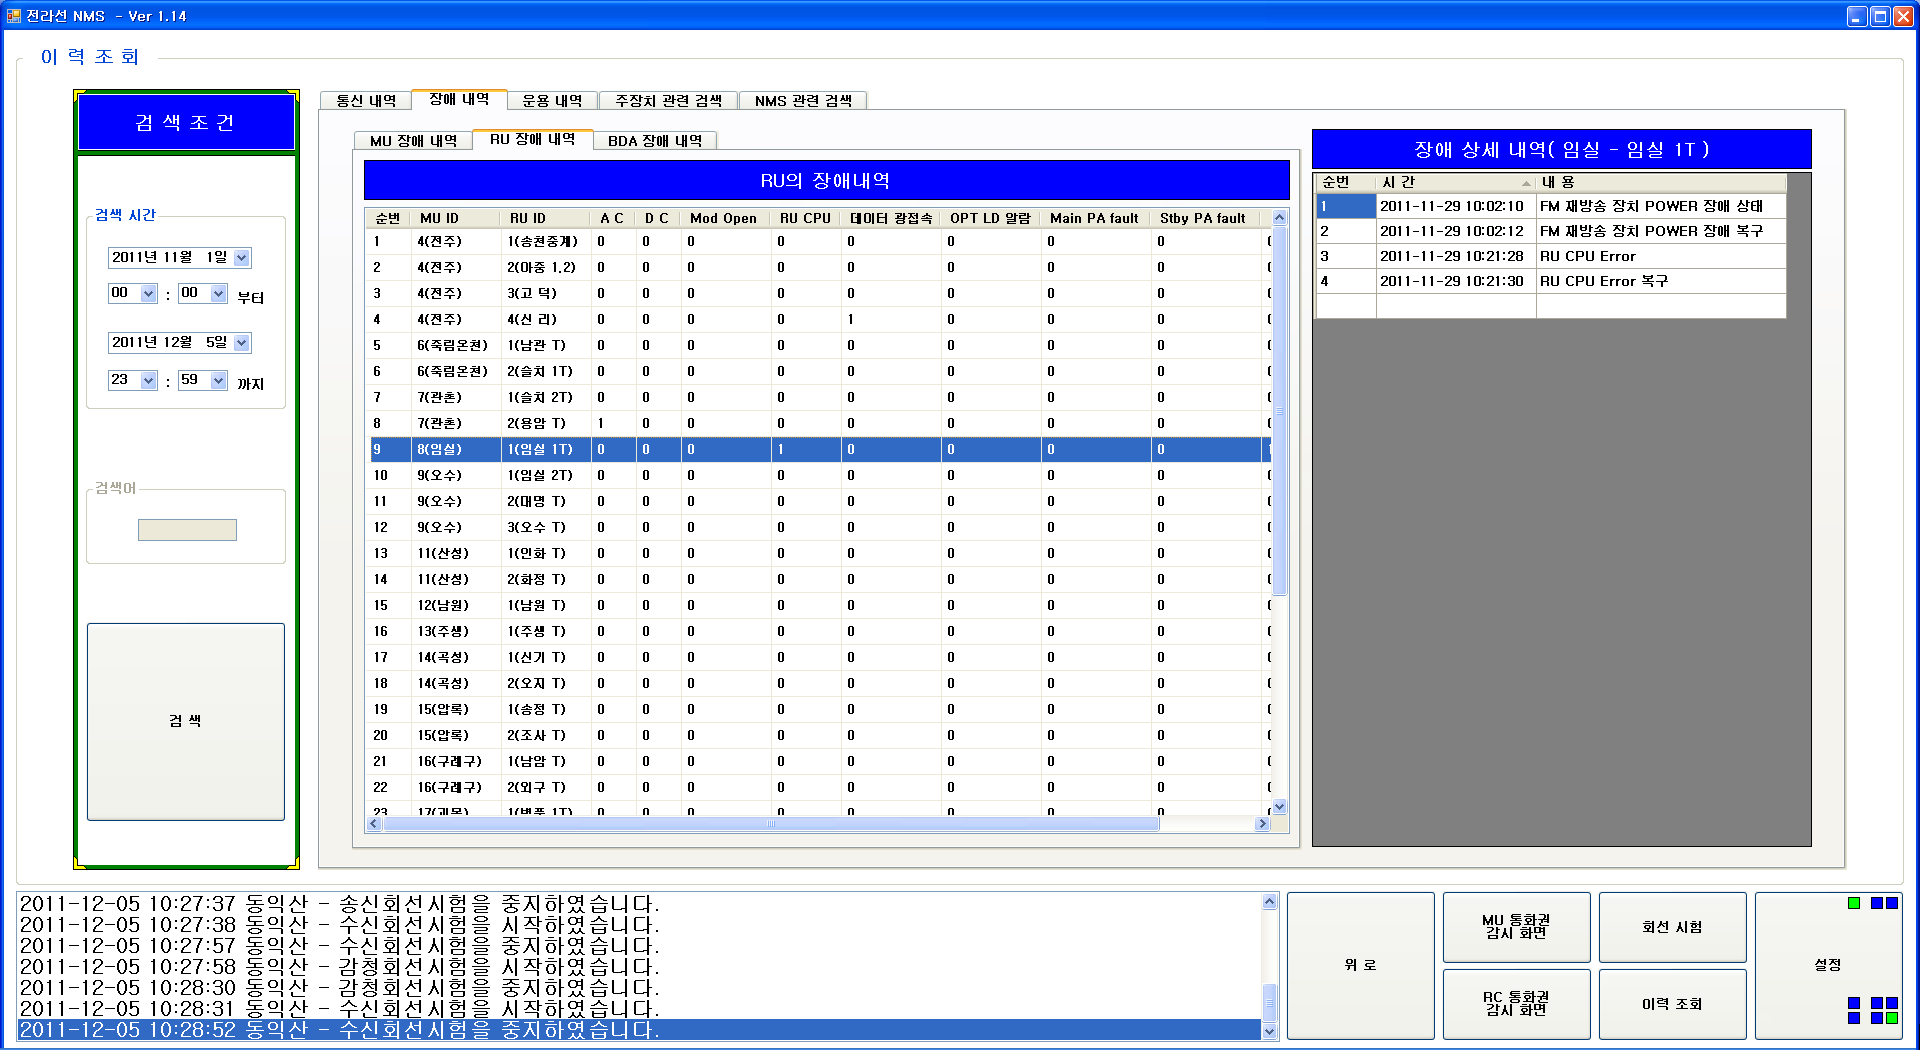 전라선 NMS - Ver 1.14
이 력 조 회
검 색 조 건
검색 시간
2011년 11월 1일
00 : 00 부터
2011년 12월 5일
23 : 59 까지
검색어
검 색
통신 내역 장애 내역 운용 내역 주장치 관련 검색 NMS 관련 검색
MU 장애 내역 RU 장애 내역 BDA 장애 내역
RU의 장애내역
순번 MU ID RU ID A C D C Mod Open RU CPU 데이터 광접속 OPT LD 알람 Main PA fault Stby PA fault
1 4(전주) 1(송천중계) 0 0 0 0 0 0 0 0
2 4(전주) 2(아중 1,2) 0 0 0 0 0 0 0 0
3 4(전주) 3(고 덕) 0 0 0 0 0 0 0 0
4 4(전주) 4(신 리) 0 0 0 0 1 0 0 0
5 6(죽림온천) 1(남관 T) 0 0 0 0 0 0 0 0
6 6(죽림온천) 2(슬치 1T) 0 0 0 0 0 0 0 0
7 7(관촌) 1(슬치 2T) 0 0 0 0 0 0 0 0
8 7(관촌) 2(용암 T) 1 0 0 0 0 0 0 0
9 8(임실) 1(임실 1T) 0 0 0 1 0 0 0 0
10 9(오수) 1(임실 2T) 0 0 0 0 0 0 0 0
11 9(오수) 2(대명 T) 0 0 0 0 0 0 0 0
12 9(오수) 3(오수 T) 0 0 0 0 0 0 0 0
13 11(산성) 1(인화 T) 0 0 0 0 0 0 0 0
14 11(산성) 2(화정 T) 0 0 0 0 0 0 0 0
15 12(남원) 1(남원 T) 0 0 0 0 0 0 0 0
16 13(주생) 1(주생 T) 0 0 0 0 0 0 0 0
17 14(곡성) 1(신기 T) 0 0 0 0 0 0 0 0
18 14(곡성) 2(오지 T) 0 0 0 0 0 0 0 0
19 15(압록) 1(송정 T) 0 0 0 0 0 0 0 0
20 15(압록) 2(조사 T) 0 0 0 0 0 0 0 0
21 16(구례구) 1(남암 T) 0 0 0 0 0 0 0 0
22 16(구례구) 2(외구 T) 0 0 0 0 0 0 0 0
23 0 0 0 0 0 0 0 0
장애 상세 내역( 임실 - 임실 1T )
순번 시 간 내 용
1 2011-11-29 10:02:10 FM 재방송 장치 POWER 장애 상태
2 2011-11-29 10:02:12 FM 재방송 장치 POWER 장애 복구
3 2011-11-29 10:21:28 RU CPU Error
4 2011-11-29 10:21:30 RU CPU Error 복구
2011-12-05 10:27:37 동익산 - 송신회선시험을 중지하였습니다.
2011-12-05 10:27:38 동익산 - 수신회선시험을 시작하였습니다.
2011-12-05 10:27:57 동익산 - 수신회선시험을 중지하였습니다.
2011-12-05 10:27:58 동익산 - 감청회선시험을 시작하였습니다.
2011-12-05 10:28:30 동익산 - 감청회선시험을 중지하였습니다.
2011-12-05 10:28:31 동익산 - 수신회선시험을 시작하였습니다.
2011-12-05 10:28:52 동익산 - 수신회선시험을 중지하였습니다.
위 로
MU 통화권
감시 화면
RC 통화권
감시 화면
회선 시험
이력 조회
설정